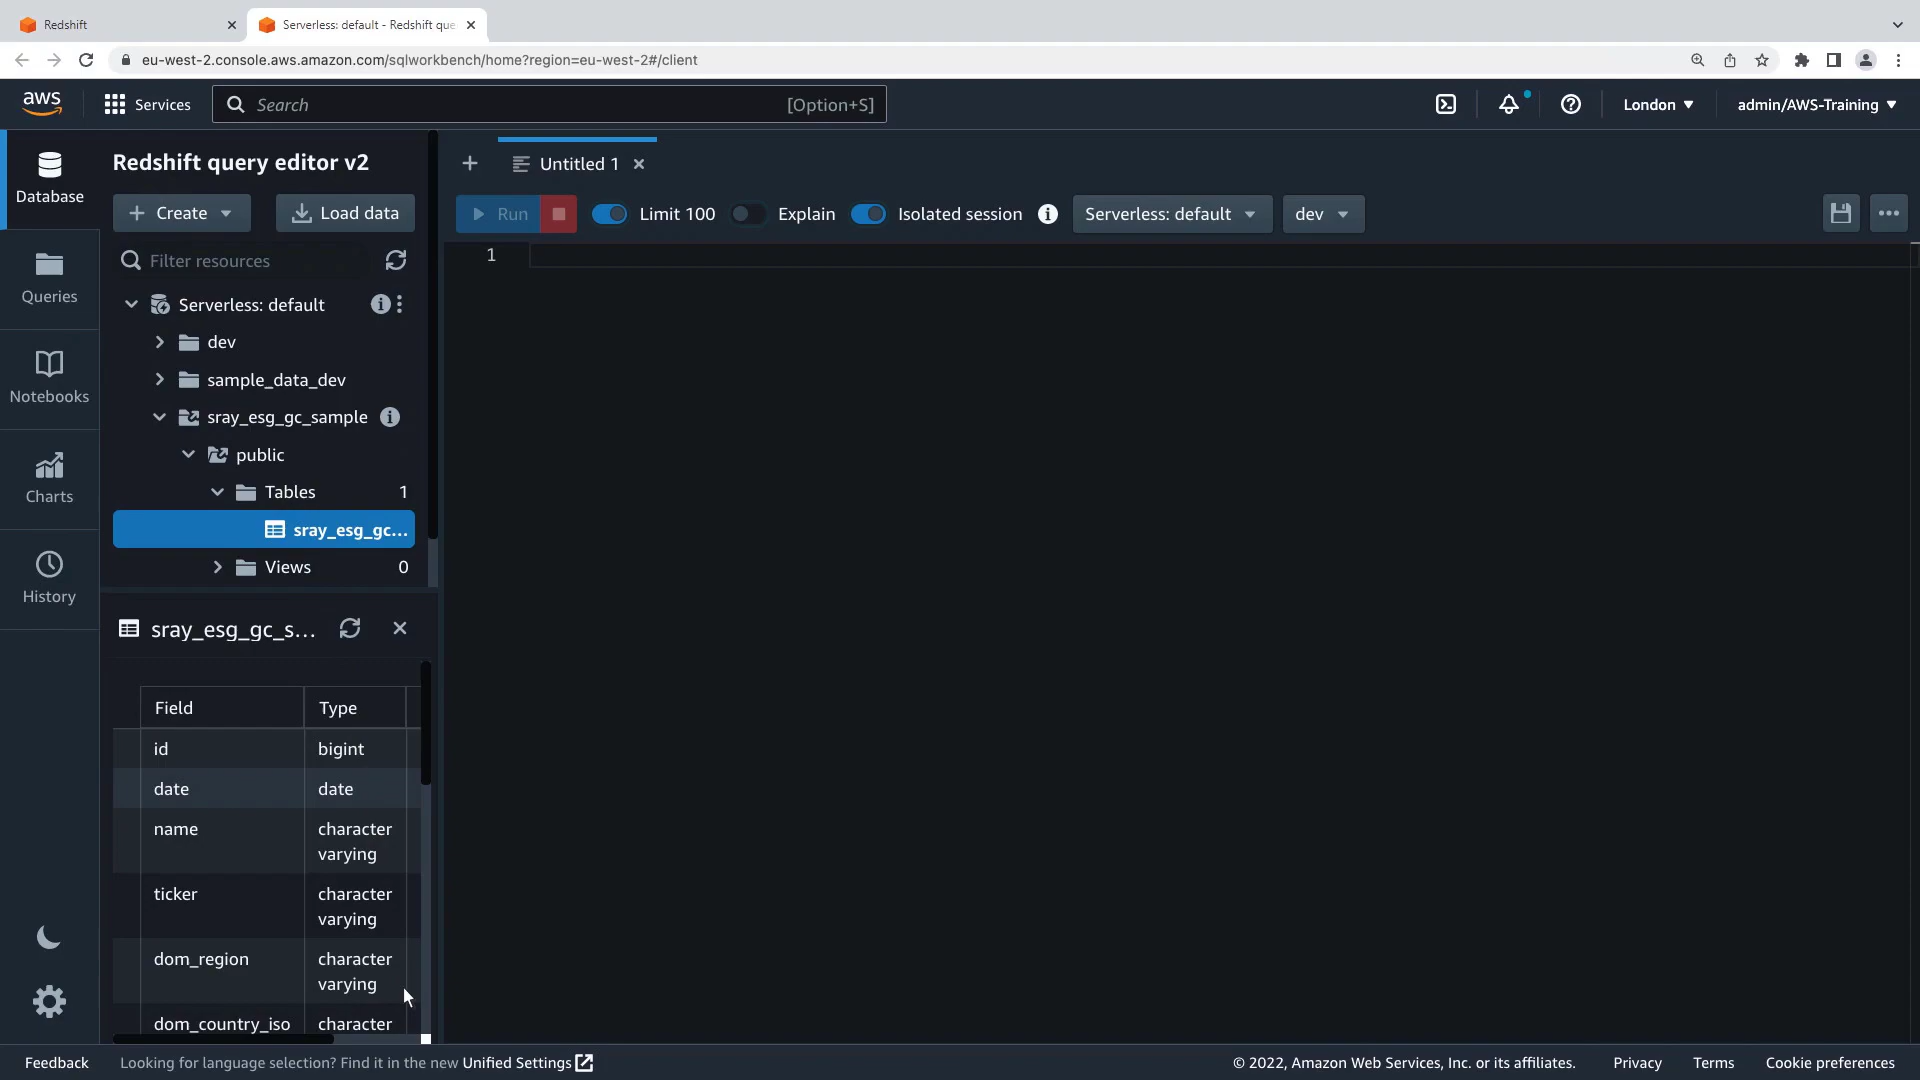 Redshift
Serverless: default - Redshift que
eu-west-2.console.aws.amazon.com/sqlworkbench/home?region=eu-west-2#/client
aws
Services
Search
[Option+S]
London
admin/AWS-Training
Database
Queries
Notebooks
Charts
History
Redshift query editor v2
Create
Load data
Filter resources
Serverless: default
dev
sample_data_dev
sray_esg_gc_sample
public
Tables 1
sray_esg_gc...
Views 0
sray_esg_gc_s...
Field Type
id bigint
date date
name character
varying
ticker character
varying
dom_region character
varying
dom_country_iso character
Untitled 1
Run
Limit 100
Explain
Isolated session
Serverless: default
dev
1
Feedback
Looking for language selection? Find it in the new Unified Settings
© 2022, Amazon Web Services, Inc. or its affiliates.
Privacy
Terms
Cookie preferences